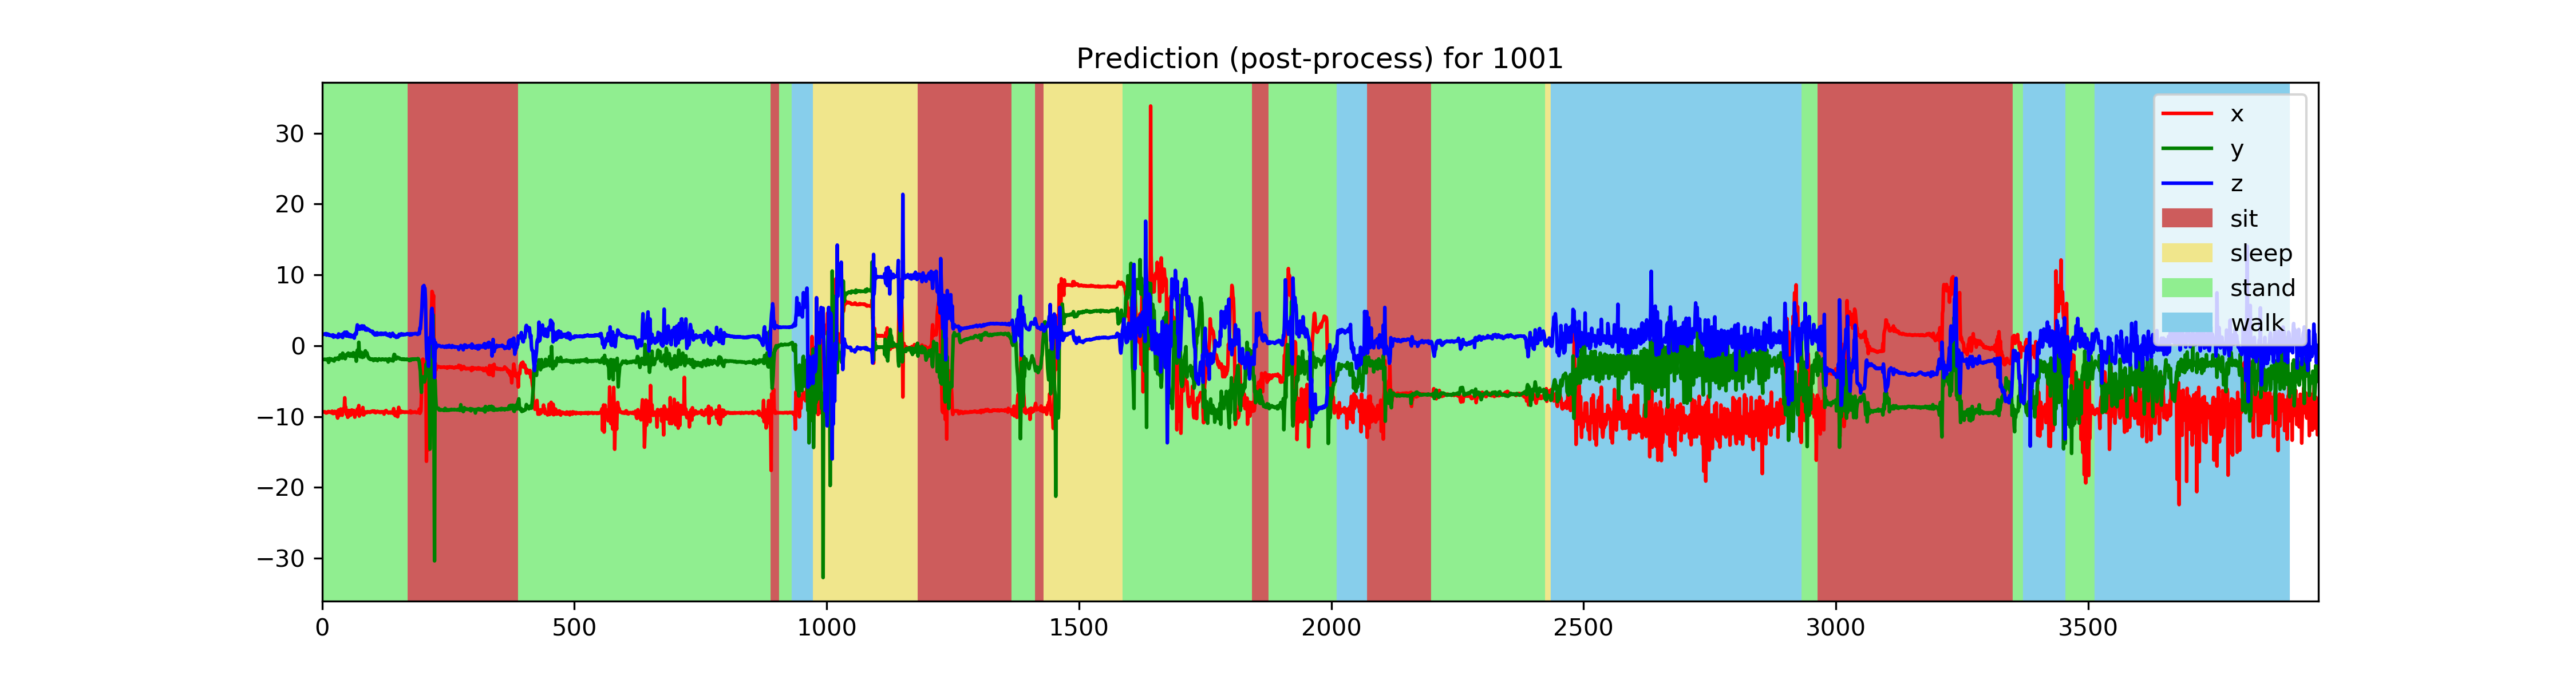 Prediction (post-process) for 1001
30
20
10
0
−10
−20
−30
0 500 1000 1500 2000 2500 3000 3500
x
y
z
sit
sleep
stand
walk